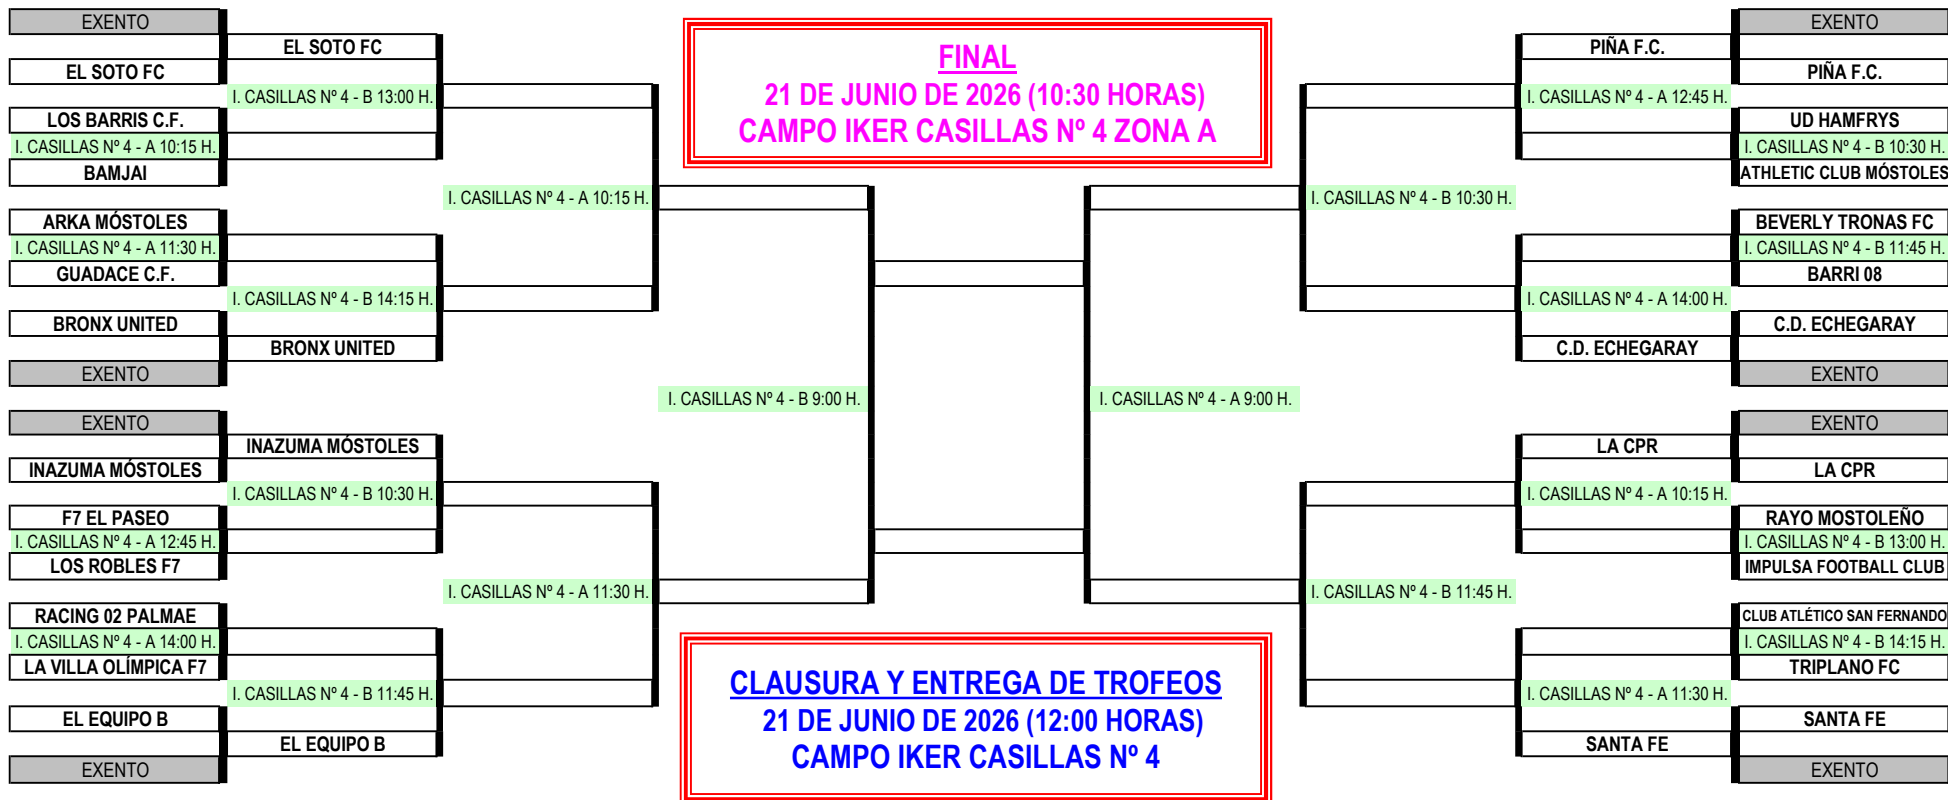 EXENTO
EL SOTO FC
EL SOTO FC
I. CASILLAS Nº 4 - B 13:00 H.
LOS BARRIS C.F.
I. CASILLAS Nº 4 - A 10:15 H.
BAMJAI
I. CASILLAS Nº 4 - A 10:15 H.
ARKA MÓSTOLES
I. CASILLAS Nº 4 - A 11:30 H.
GUADACE C.F.
I. CASILLAS Nº 4 - B 14:15 H.
BRONX UNITED
BRONX UNITED
EXENTO
I. CASILLAS Nº 4 - B 9:00 H.
EXENTO
INAZUMA MÓSTOLES
INAZUMA MÓSTOLES
I. CASILLAS Nº 4 - B 10:30 H.
F7 EL PASEO
I. CASILLAS Nº 4 - A 12:45 H.
LOS ROBLES F7
I. CASILLAS Nº 4 - A 11:30 H.
RACING 02 PALMAE
I. CASILLAS Nº 4 - A 14:00 H.
LA VILLA OLÍMPICA F7
I. CASILLAS Nº 4 - B 11:45 H.
EL EQUIPO B
EL EQUIPO B
EXENTO
FINAL
21 DE JUNIO DE 2026 (10:30 HORAS)
CAMPO IKER CASILLAS Nº 4 ZONA A
CLAUSURA Y ENTREGA DE TROFEOS
21 DE JUNIO DE 2026 (12:00 HORAS)
CAMPO IKER CASILLAS Nº 4
EXENTO
PIÑA F.C.
PIÑA F.C.
I. CASILLAS Nº 4 - A 12:45 H.
UD HAMFRYS
I. CASILLAS Nº 4 - B 10:30 H.
ATHLETIC CLUB MÓSTOLES
I. CASILLAS Nº 4 - B 10:30 H.
BEVERLY TRONAS FC
I. CASILLAS Nº 4 - B 11:45 H.
BARRI 08
I. CASILLAS Nº 4 - A 14:00 H.
C.D. ECHEGARAY
C.D. ECHEGARAY
EXENTO
I. CASILLAS Nº 4 - A 9:00 H.
EXENTO
LA CPR
LA CPR
I. CASILLAS Nº 4 - A 10:15 H.
RAYO MOSTOLEÑO
I. CASILLAS Nº 4 - B 13:00 H.
IMPULSA FOOTBALL CLUB
I. CASILLAS Nº 4 - B 11:45 H.
CLUB ATLÉTICO SAN FERNANDO
I. CASILLAS Nº 4 - B 14:15 H.
TRIPLANO FC
I. CASILLAS Nº 4 - A 11:30 H.
SANTA FE
SANTA FE
EXENTO